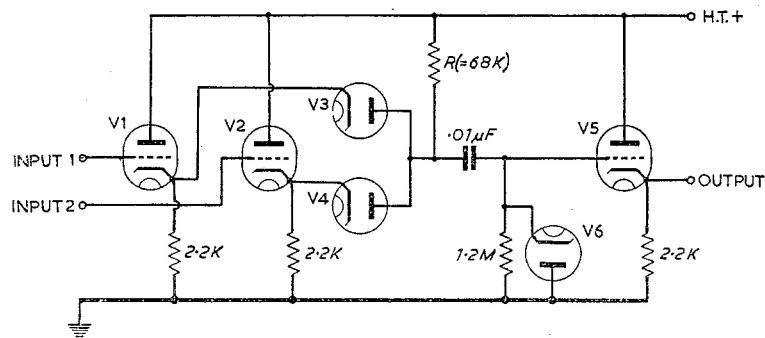 H.T.+
R(=68K)
V3
V1
V2
·01µF
V5
INPUT 1
OUTPUT
V4
INPUT 2
V6
2·2K
2·2K
1·2M
2·2K